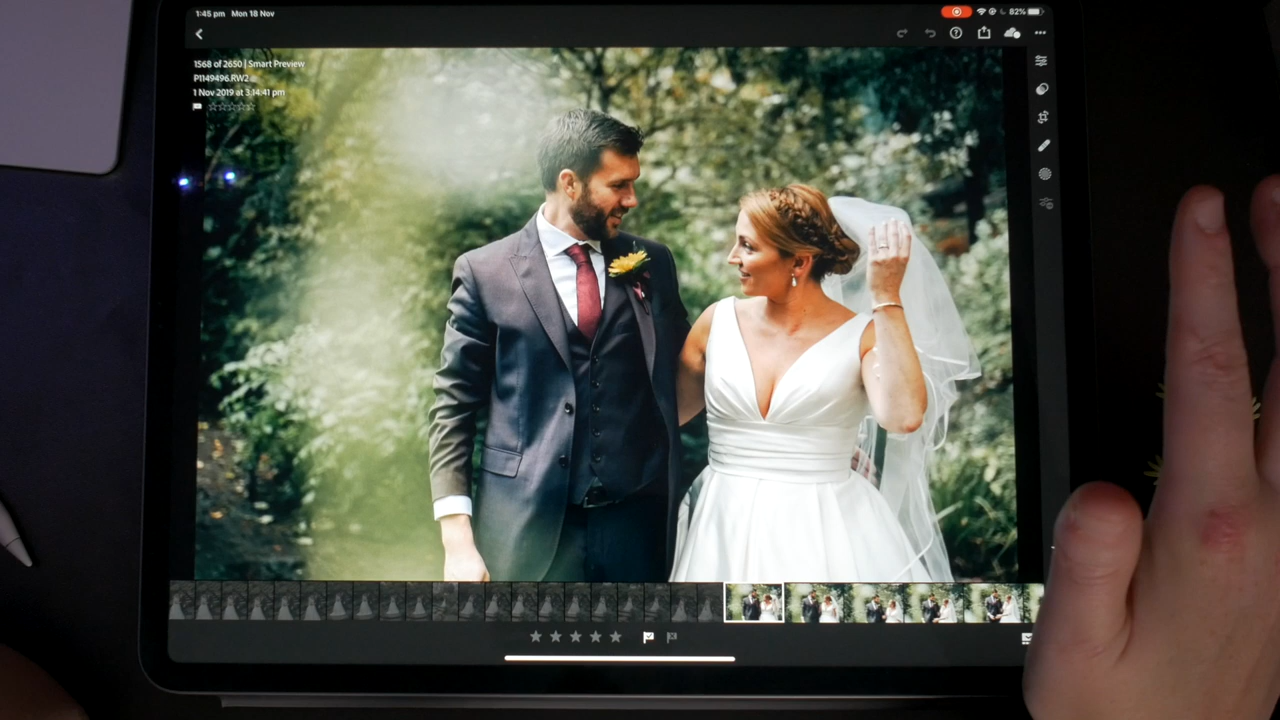 1:45 pm Mon 18 Nov
82%
1568 of 2650 | Smart Preview
P1149496.RW2
1 Nov 2019 at 3:14:41 pm